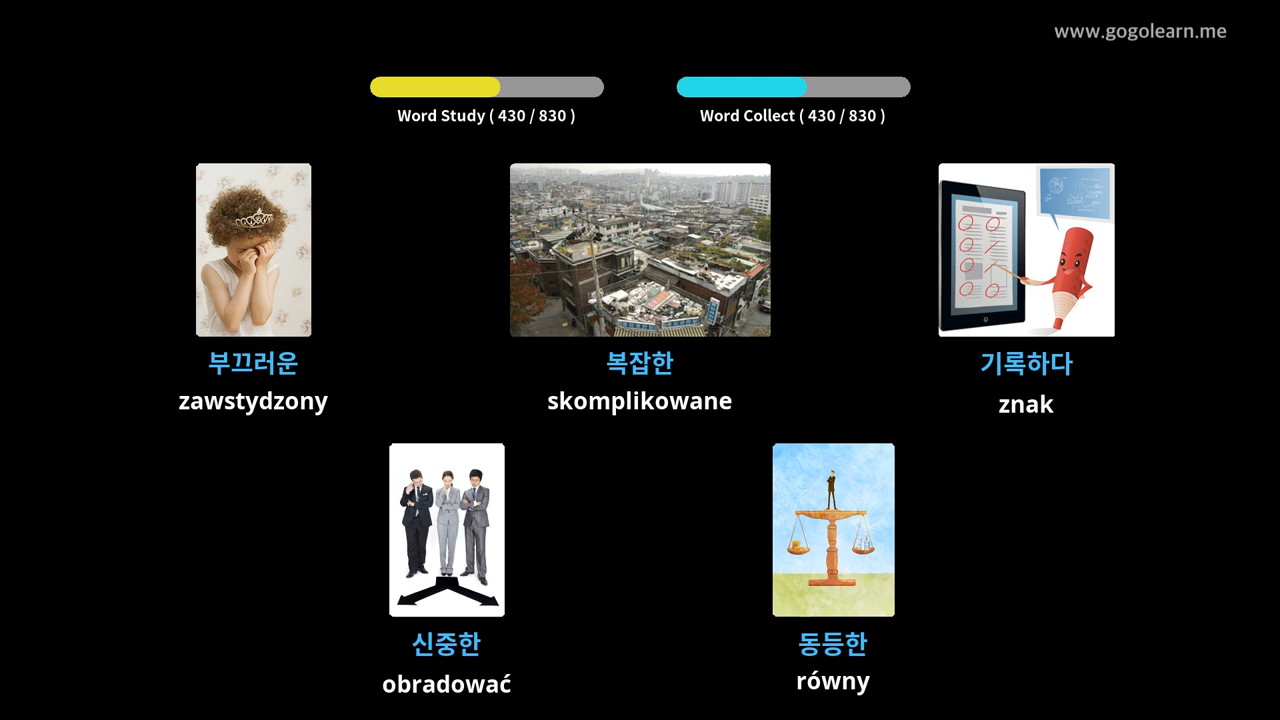 www.gogolearn.me
Word Study ( 430 / 830 )
Word Collect ( 430 / 830 )
부끄러운
zawstydzony
복잡한
skomplikowane
기록하다
znak
신중한
obradować
동등한
równy